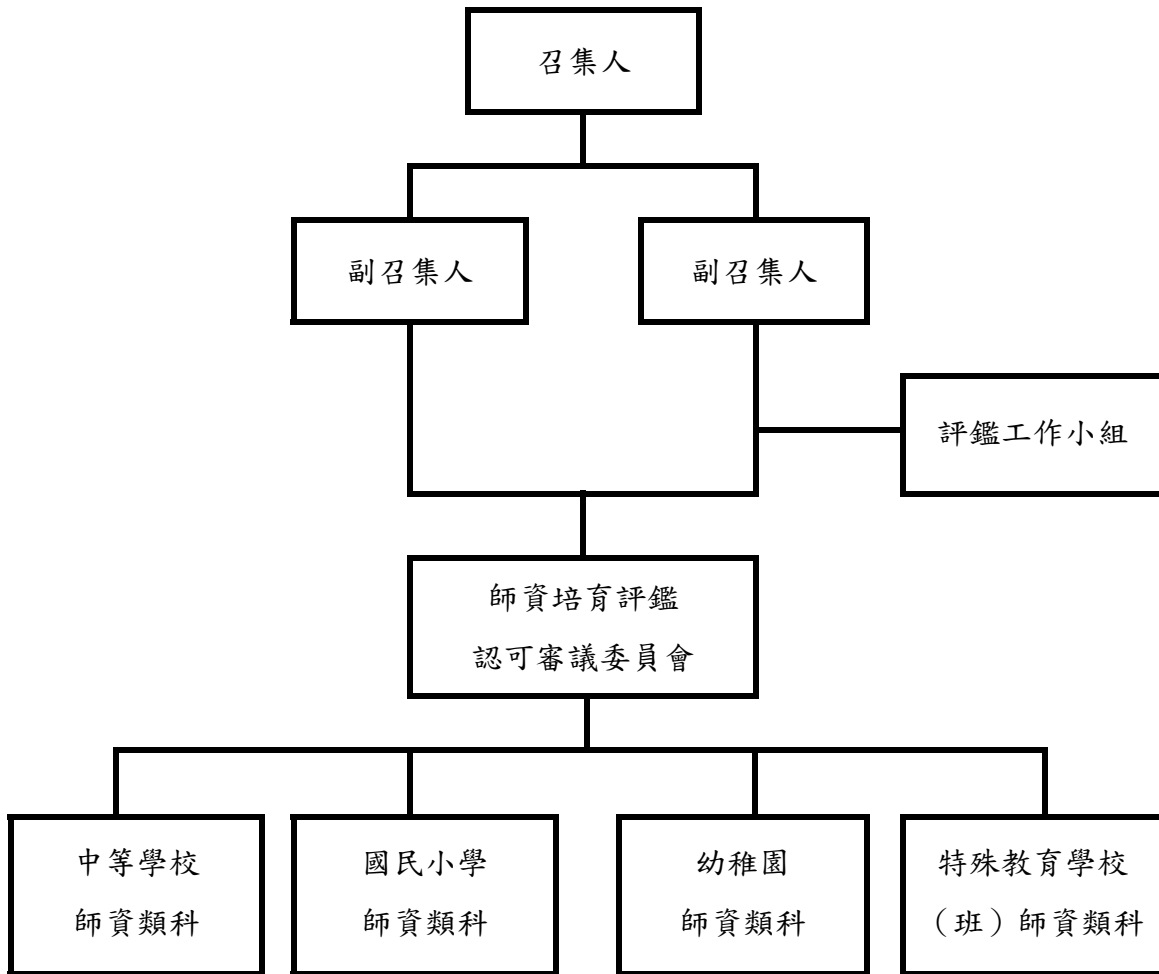 召集人
副召集人
副召集人
評鑑工作小組
師資培育評鑑
認可審議委員會
中等學校
師資類科
國民小學
師資類科
幼稚園
師資類科
特殊教育學校
（班）師資類科